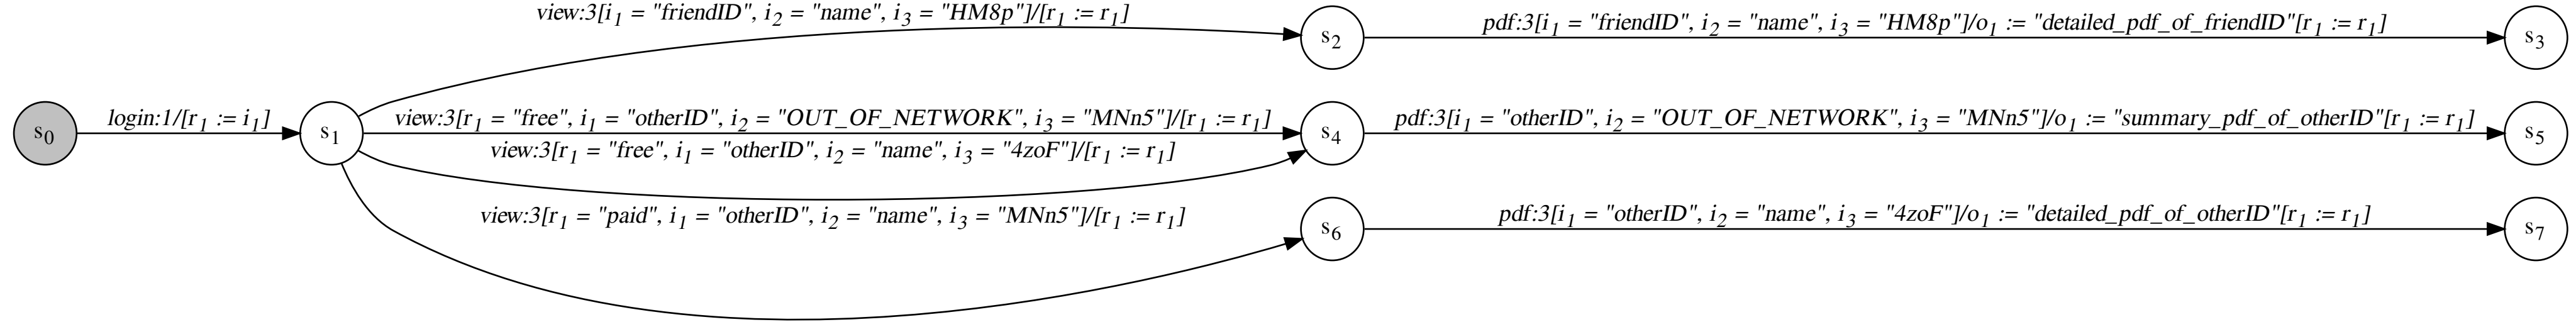 view:3[i1 = "friendID", i2 = "name", i3 = "HM8p"]/[r1 := r1]
s2
pdf:3[i1 = "friendID", i2 = "name", i3 = "HM8p"]/o1 := "detailed_pdf_of_friendID"[r1 := r1]
s3
s0
login:1/[r1 := i1]
s1
view:3[r1 = "free", i1 = "otherID", i2 = "OUT_OF_NETWORK", i3 = "MNn5"]/[r1 := r1]
s4
pdf:3[i1 = "otherID", i2 = "OUT_OF_NETWORK", i3 = "MNn5"]/o1 := "summary_pdf_of_otherID"[r1 := r1]
s5
view:3[r1 = "free", i1 = "otherID", i2 = "name", i3 = "4zoF"]/[r1 := r1]
view:3[r1 = "paid", i1 = "otherID", i2 = "name", i3 = "MNn5"]/[r1 := r1]
s6
pdf:3[i1 = "otherID", i2 = "name", i3 = "4zoF"]/o1 := "detailed_pdf_of_otherID"[r1 := r1]
s7